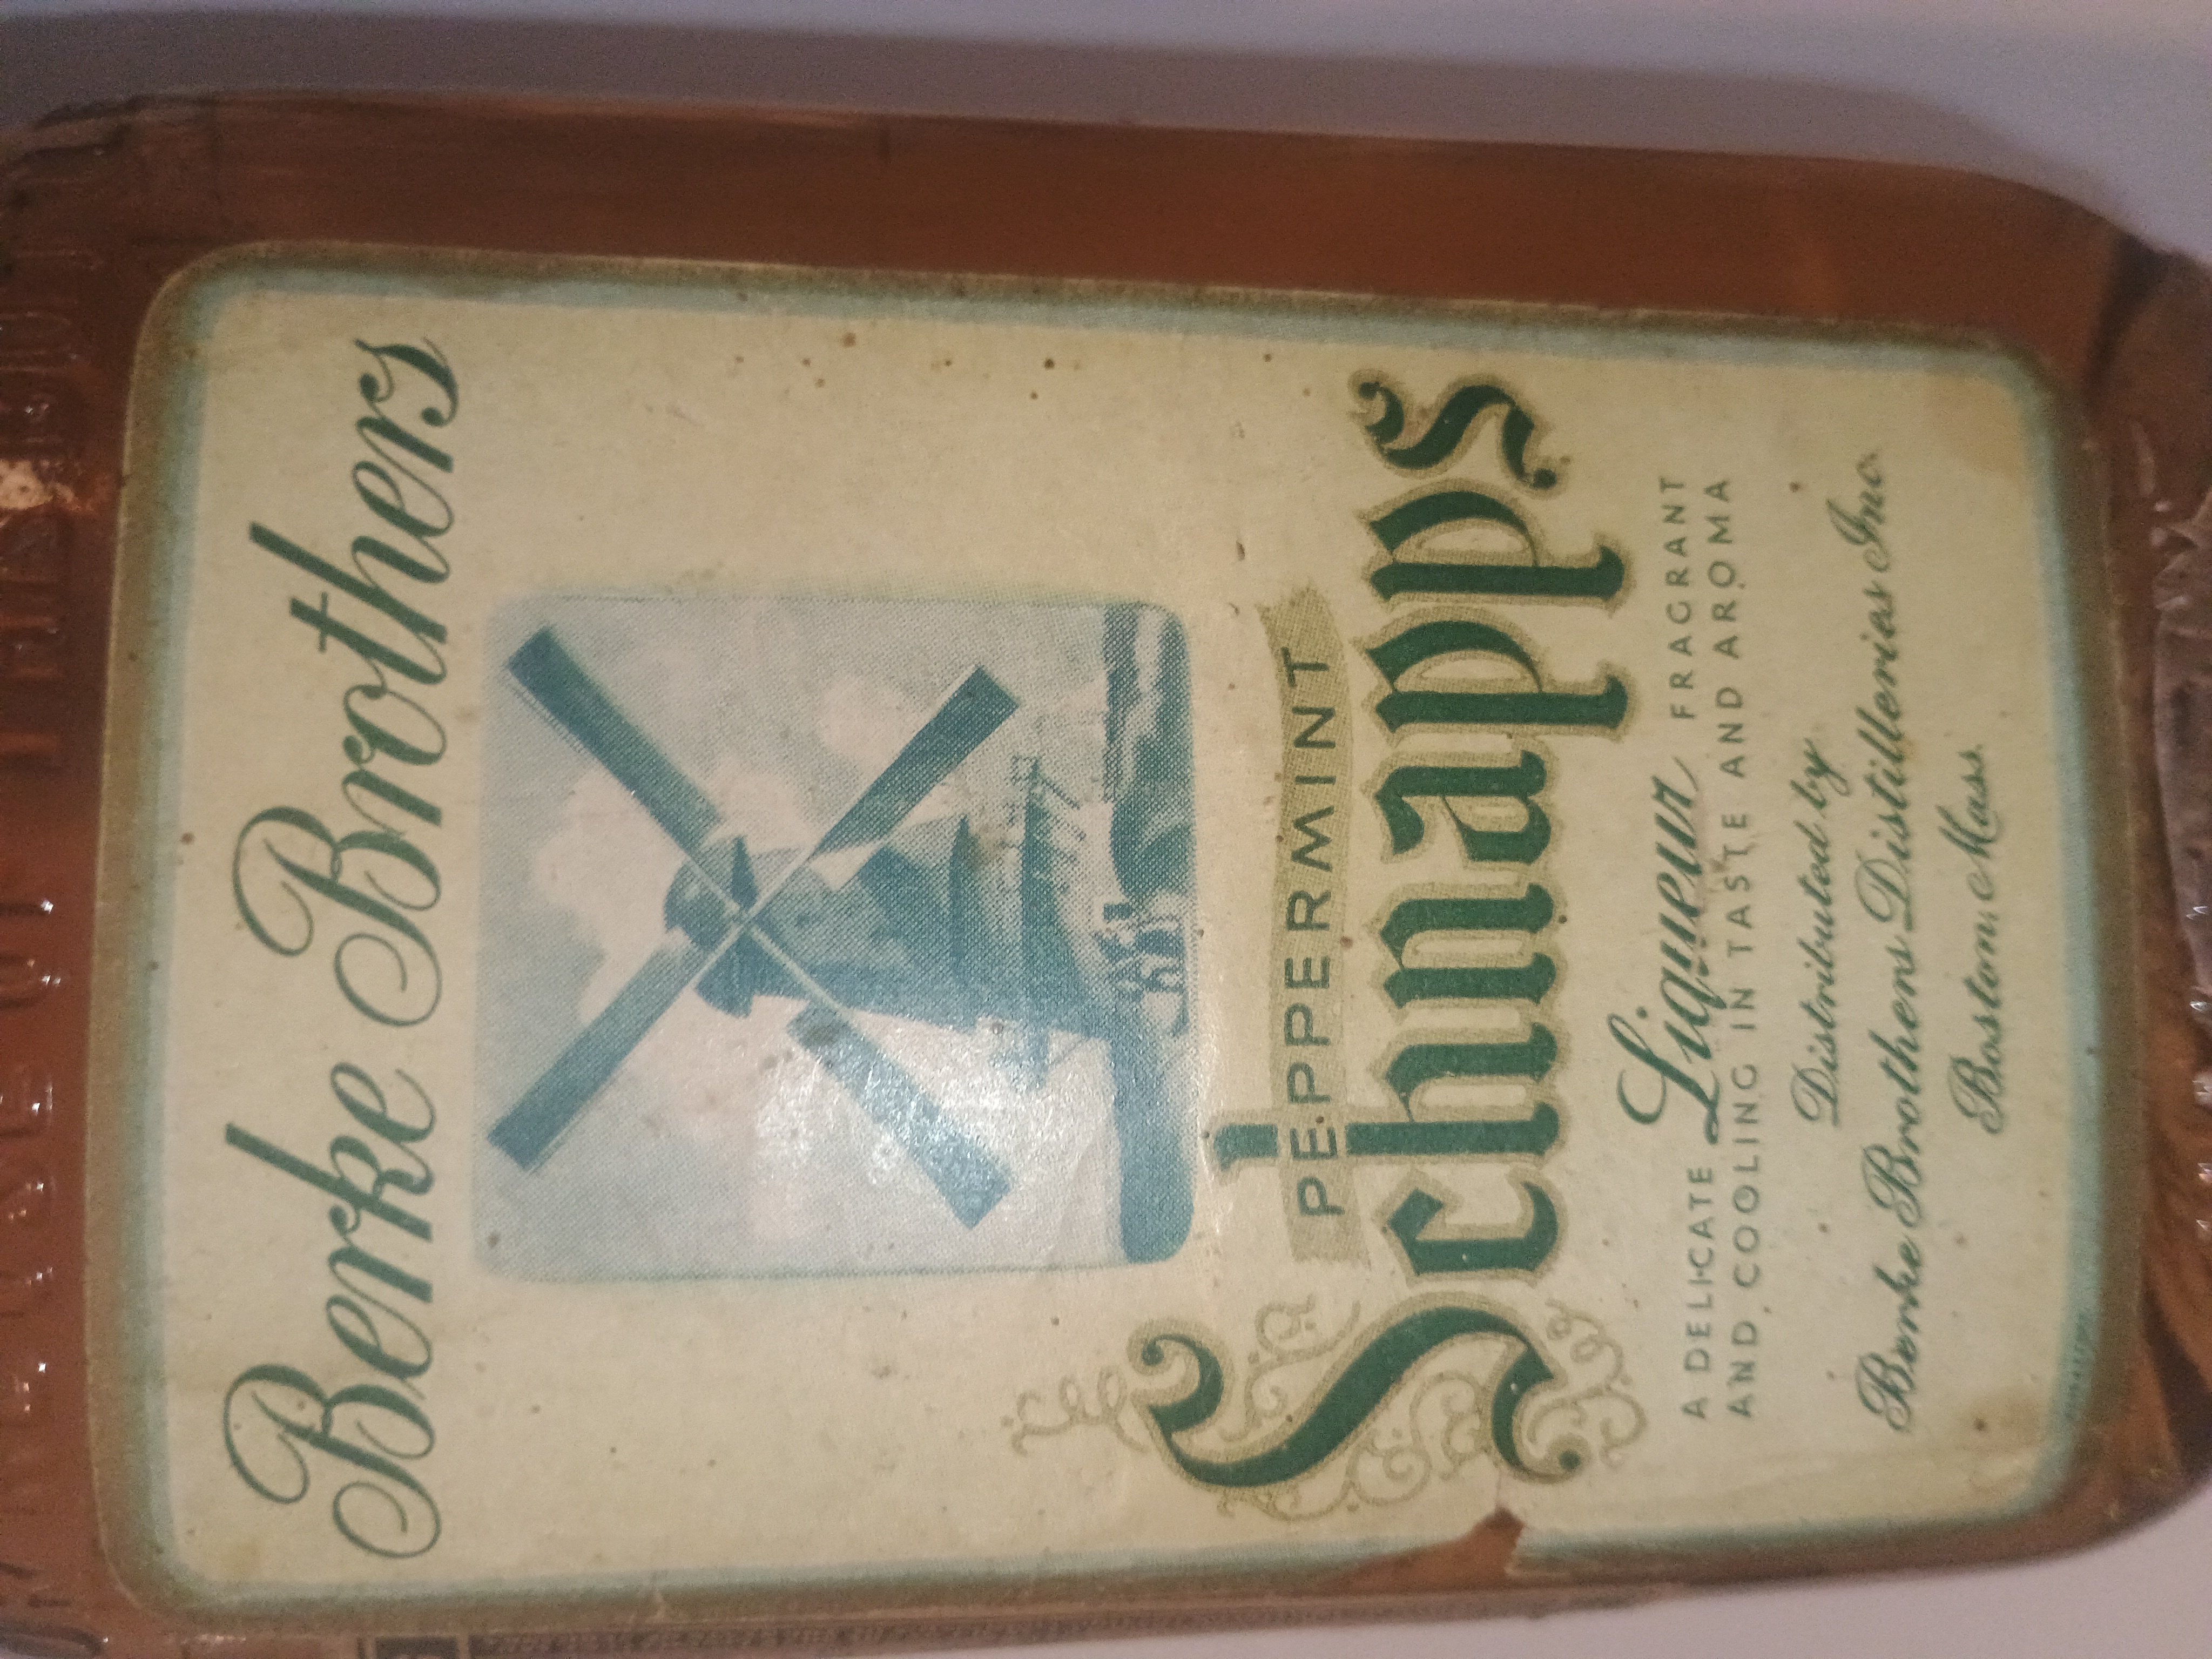 Berke Brothers
PEPPERMINT
Schnapps
A DELICATE Liqueur FRAGRANT
AND COOLING IN TASTE AND AROMA
Distributed by
Berke Brothers Distilleries Inc.
Boston, Mass.